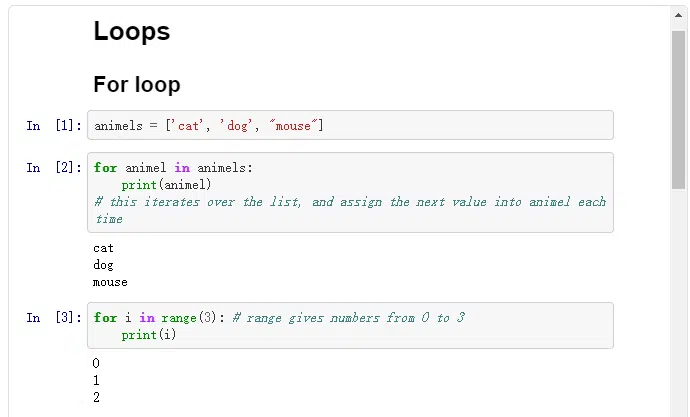 Loops
For loop
In [1]: animels = ['cat', 'dog', "mouse"]
In [2]: for animel in animels:
    print(animel)
# this iterates over the list, and assign the next value into animel each
time
cat
dog
mouse
In [3]: for i in range(3): # range gives numbers from 0 to 3
    print(i)
0
1
2